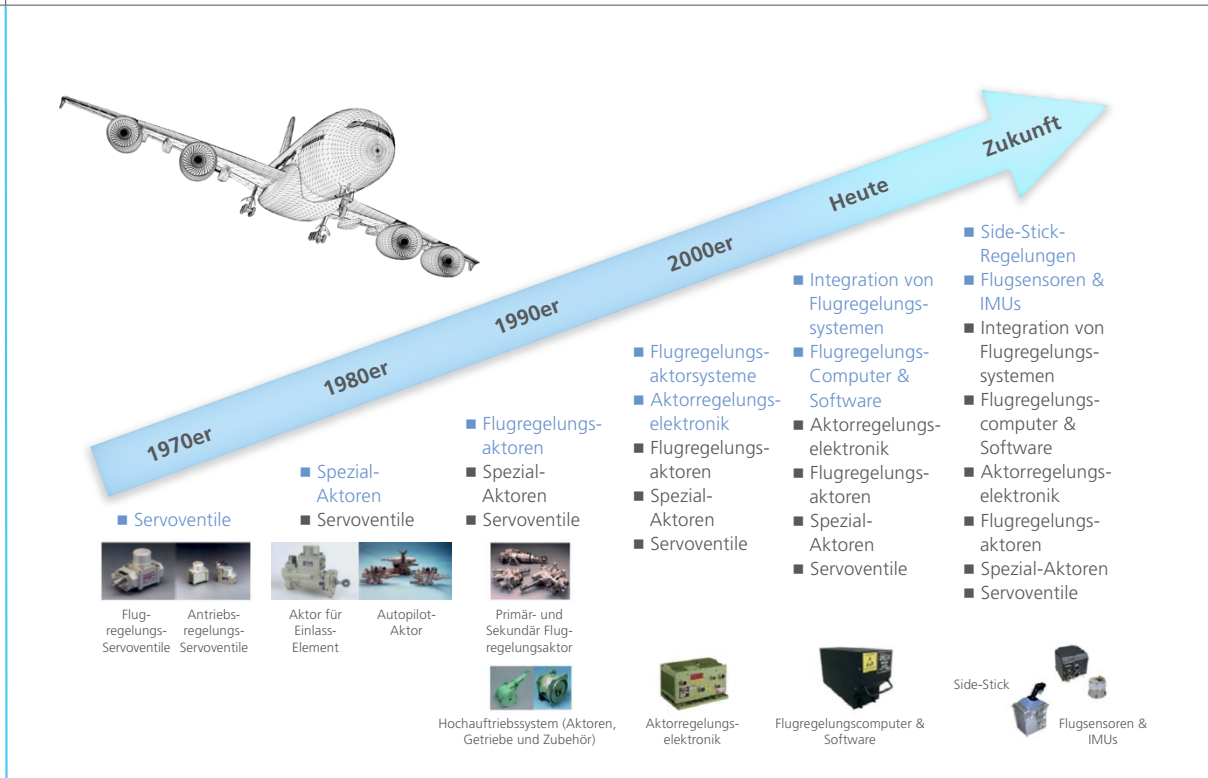 Zukunft
Heute
2000er
1990er
1980er
1970er
■ Servoventile
■ Spezial-
Aktoren
■ Servoventile
■ Flugregelungs-
aktoren
■ Spezial-
Aktoren
■ Servoventile
■ Flugregelungs-
aktorsysteme
■ Aktorregelungs-
elektronik
■ Flugregelungs-
aktoren
■ Spezial-
Aktoren
■ Servoventile
■ Integration von
Flugregelungs-
systemen
■ Flugregelungs-
Computer &
Software
■ Aktorregelungs-
elektronik
■ Flugregelungs-
aktoren
■ Spezial-
Aktoren
■ Servoventile
■ Side-Stick-
Regelungen
■ Flugsensoren &
IMUs
■ Integration von
Flugregelungs-
systemen
■ Flugregelungs-
computer &
Software
■ Aktorregelungs-
elektronik
■ Flugregelungs-
aktoren
■ Spezial-Aktoren
■ Servoventile
Flug-
regelungs-
Servoventile
Antriebs-
regelungs-
Servoventile
Aktor für
Einlass-
Element
Autopilot-
Aktor
Primär- und
Sekundär Flug-
regelungsaktor
Hochauftriebssystem (Aktoren,
Getriebe und Zubehör)
Aktorregelungs-
elektronik
Flugregelungscomputer &
Software
Side-Stick
Flugsensoren &
IMUs